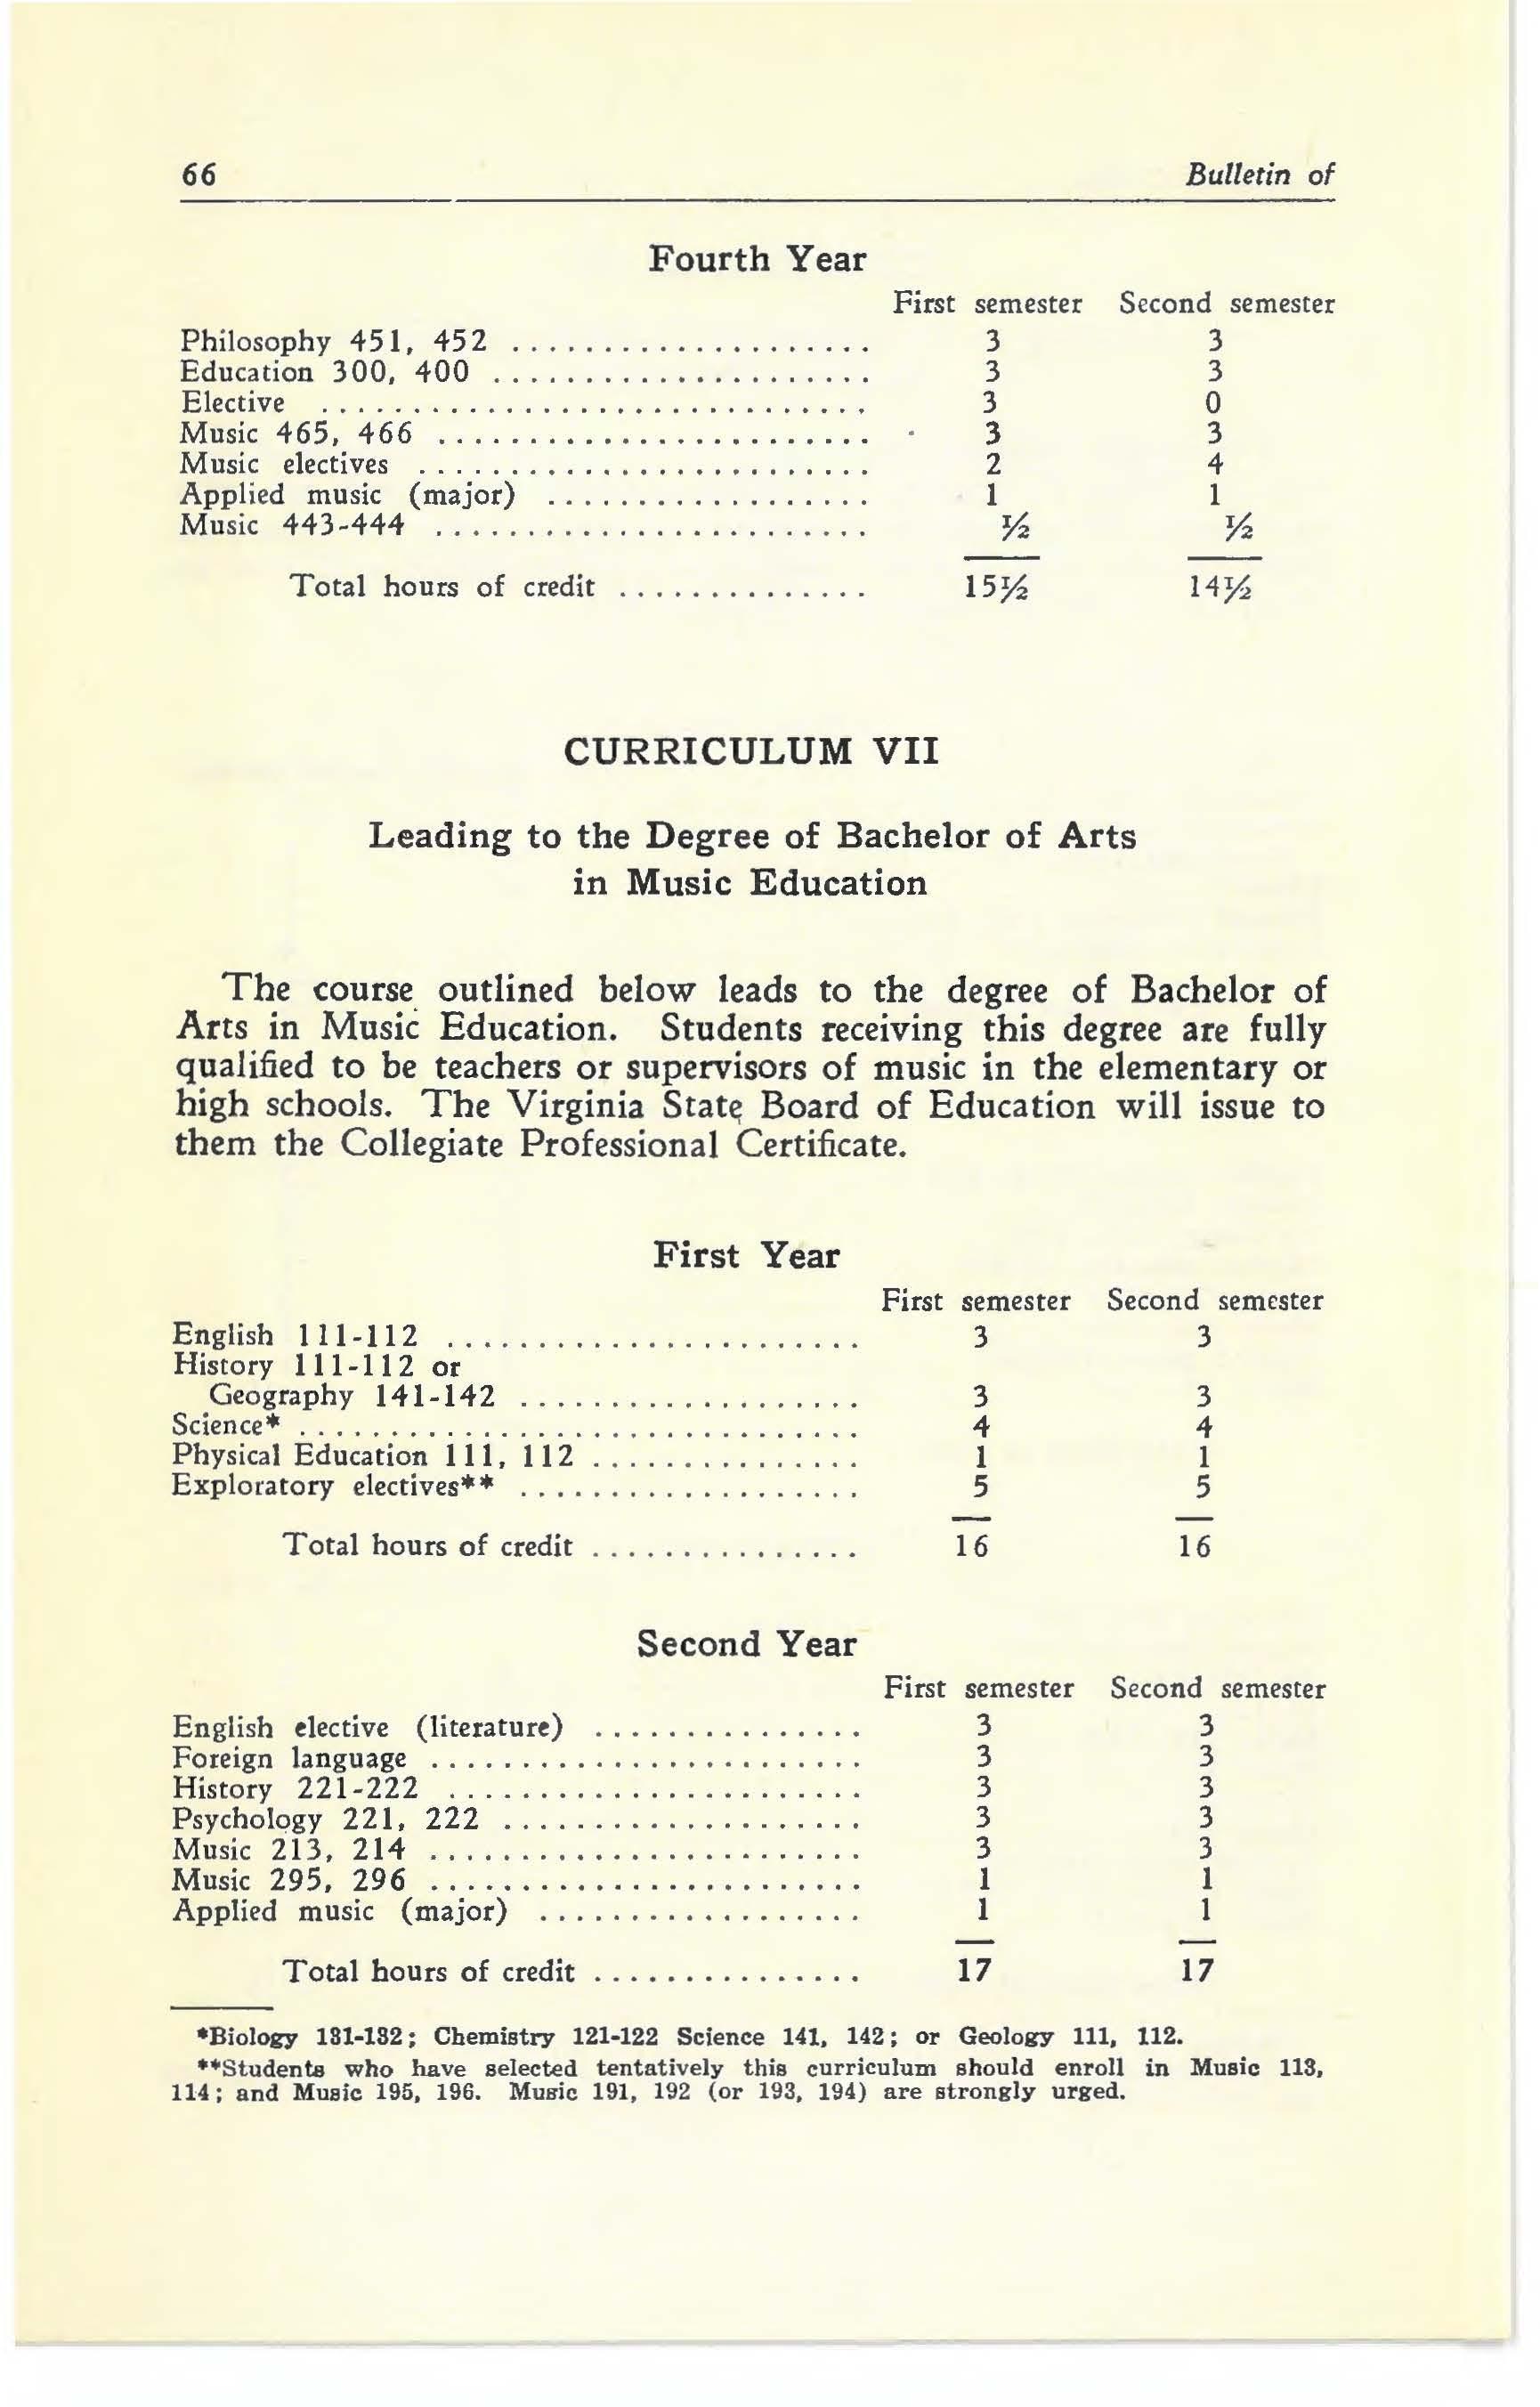 66 Bulletin of
Fourth Year
First semester Second semester
Philosophy 451, 452 ..................... 3 3
Education 300, 400 ..................... 3 3
Elective .............................. 3 0
Music 465, 466 ........................ 3 3
Music electives ......................... 2 4
Applied music (major) .................. 1 1
Music 443-444 ........................ ½ ½
Total hours of credit .............. 15½ 14½
CURRICULUM VII
Leading to the Degree of Bachelor of Arts
in Music Education
The course outlined below leads to the degree of Bachelor of
Arts in Music Education. Students receiving this degree are fully
qualified to be teachers or supervisors of music in the elementary or
high schools. The Virginia State Board of Education will issue to
them the Collegiate Professional Certificate.
First Year
First semester Second semester
English 111-112 ....................... 3 3
History 111-112 or
Geography 141-142 ................... 3 3
Science* ............................... 4 4
Physical Education 111, 112 ............... 1 1
Exploratory electives** ................... 5 5
Total hours of credit ............... 16 16
Second Year
First semester Second semester
English elective (literature) ............... 3 3
Foreign language ........................ 3 3
History 221-222 ....................... 3 3
Psychology 221, 222 .................... 3 3
Music 213, 214 ........................ 3 3
Music 295, 296 ........................ 1 1
Applied music (major) .................. 1 1
Total hours of credit ............... 17 17
*Biology 131-132; Chemistry 121-122 Science 141, 142; or Geology 111, 112.
**Students who have selected tentatively this curriculum should enroll in Music 113,
114; and Music 195, 196. Music 191, 192 (or 193, 194) are strongly urged.